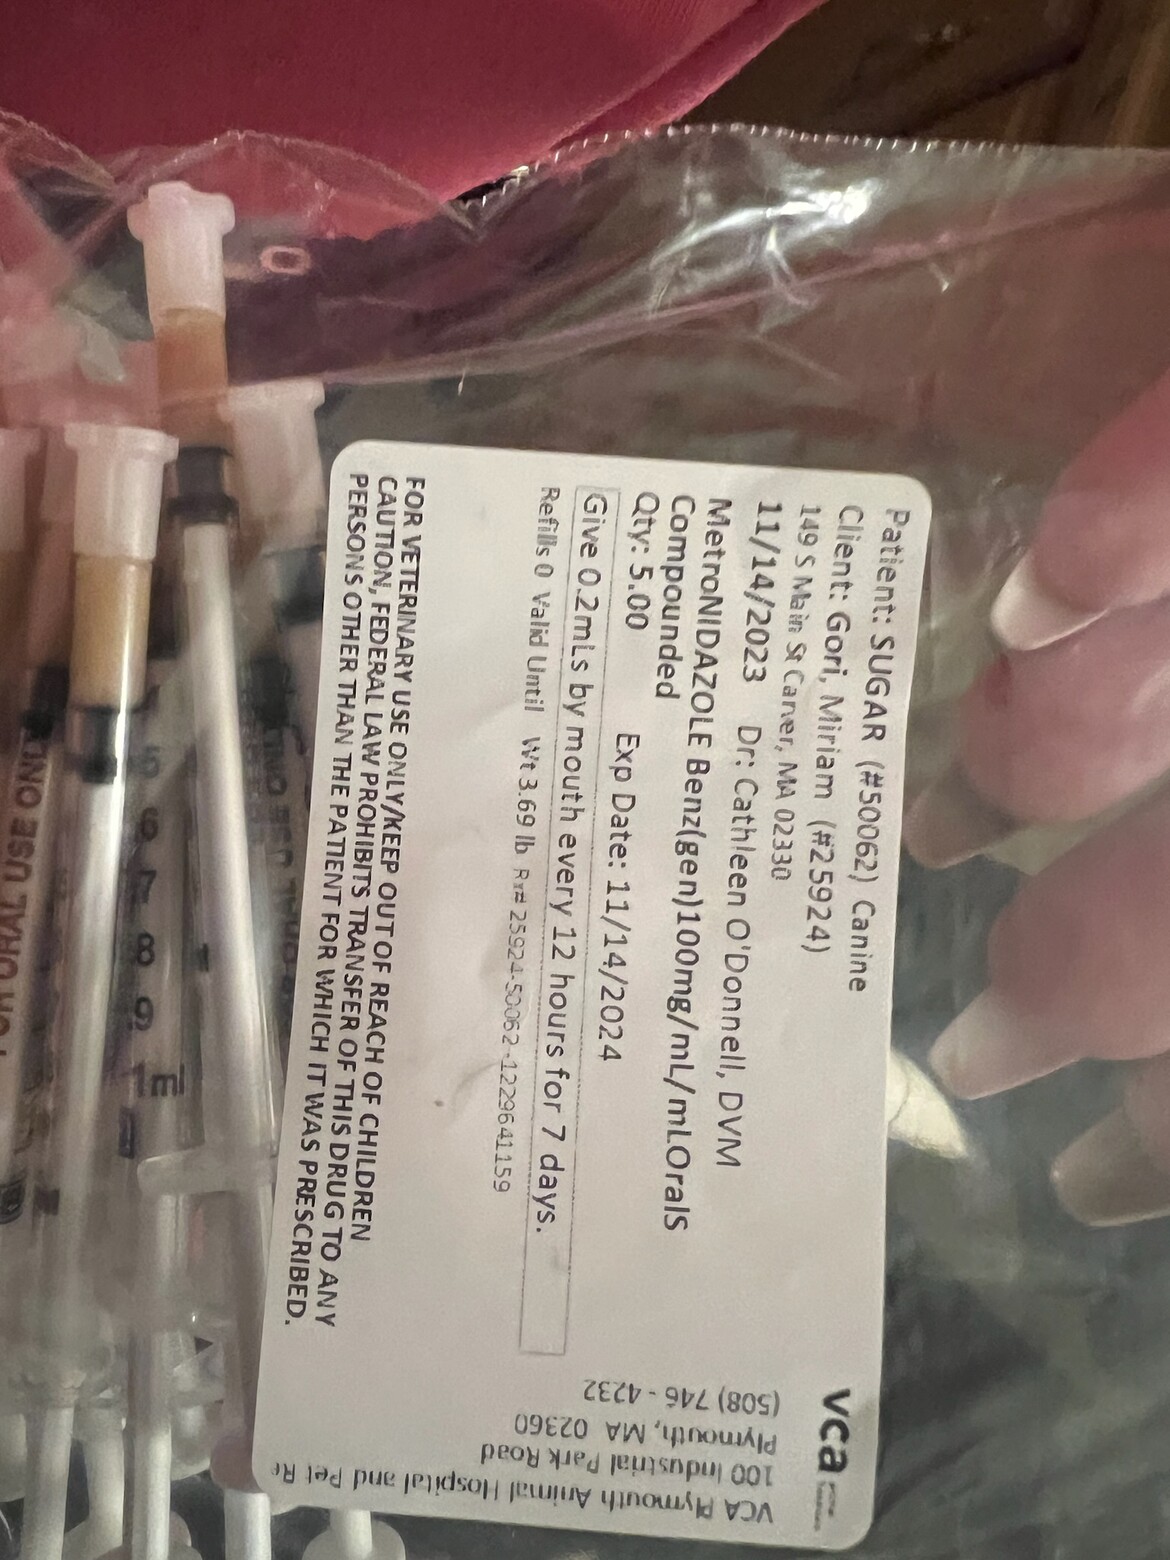 Patient: SUGAR (#50062) Canine
Client: Gori, Miriam (#25924)
149 S Main St Carver, MA 02330
11/14/2023 Dr: Cathleen O'Donnell, DVM
MetroNIDAZOLE Benz(gen)100mg/mL/mLOralS
Compounded
Qty: 5.00 Exp Date: 11/14/2024
Give 0.2mLs by mouth every 12 hours for 7 days.
Refills 0 Valid Until Wt 3.69 lb Rx# 25924-50062-1229641159
FOR VETERINARY USE ONLY/KEEP OUT OF REACH OF CHILDREN
CAUTION, FEDERAL LAW PROHIBITS TRANSFER OF THIS DRUG TO ANY
PERSONS OTHER THAN THE PATIENT FOR WHICH IT WAS PRESCRIBED.
vca
VCA Plymouth Animal Hospital and Pet Re
100 Industrial Park Road
Plymouth, MA 02360
(508) 746-4232
5 6 7 8 9 1ml
ORAL USE ONL